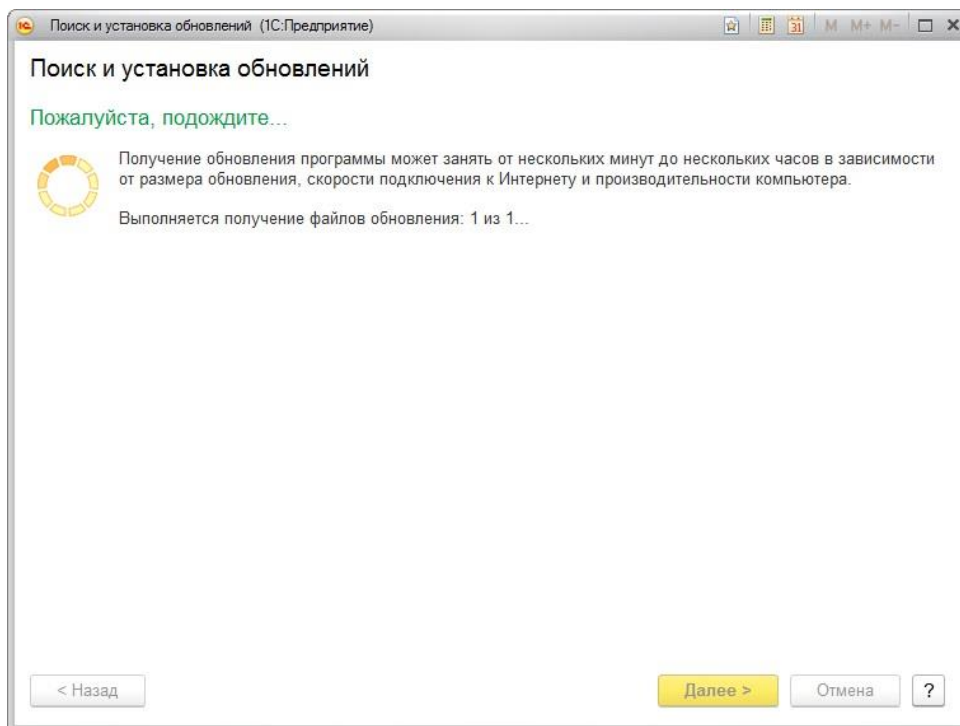 Поиск и установка обновлений (1С:Предприятие)
31 M M+ M-
Поиск и установка обновлений
Пожалуйста, подождите...
Получение обновления программы может занять от нескольких минут до нескольких часов в зависимости
от размера обновления, скорости подключения к Интернету и производительности компьютера.
Выполняется получение файлов обновления: 1 из 1...
< Назад
Далее >
Отмена
?